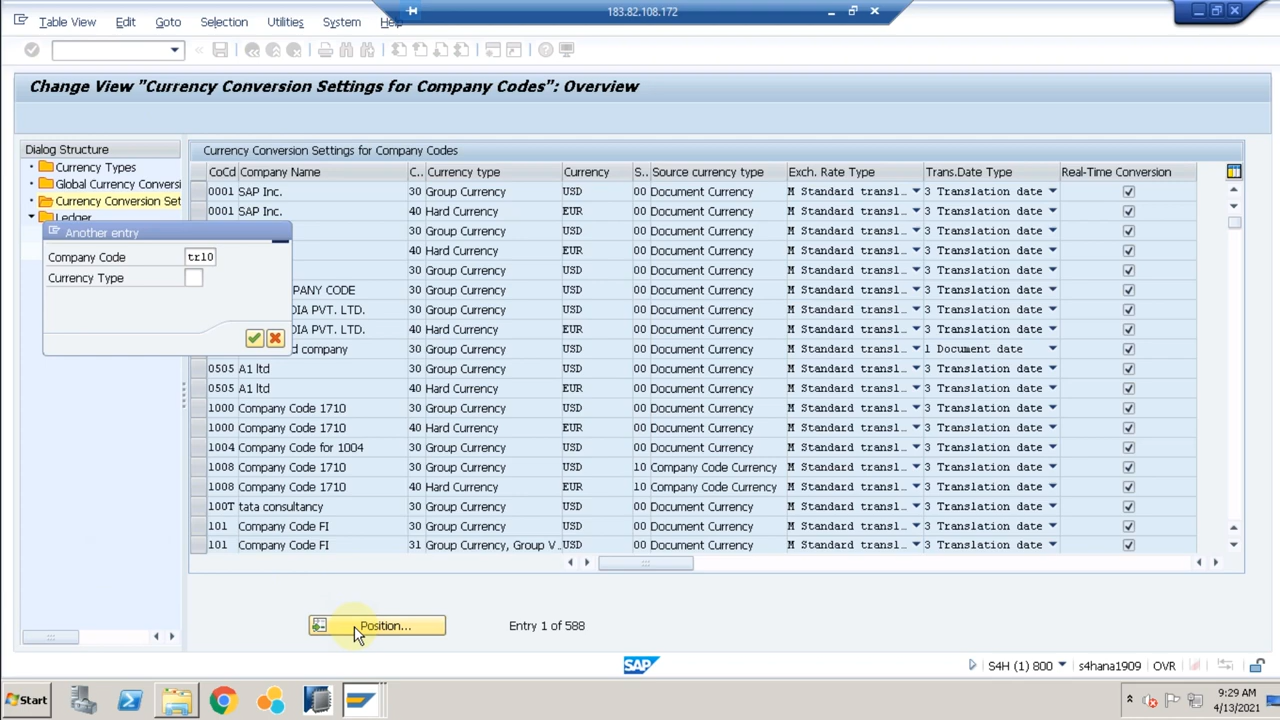 183.82.108.172
Table View Edit Goto Selection Utilities System Help
Change View "Currency Conversion Settings for Company Codes": Overview
Dialog Structure
Currency Types
Global Currency Conversi
Currency Conversion Set
Ledger
Another entry
Company Code tr10
Currency Type
Currency Conversion Settings for Company Codes
CoCd Company Name C.. Currency type Currency S.. Source currency type Exch. Rate Type Trans.Date Type Real-Time Conversion
0001 SAP Inc. 30 Group Currency USD 00 Document Currency M Standard transl… 3 Translation date
0001 SAP Inc. 40 Hard Currency EUR 00 Document Currency M Standard transl… 3 Translation date
30 Group Currency USD 00 Document Currency M Standard transl… 3 Translation date
40 Hard Currency EUR 00 Document Currency M Standard transl… 3 Translation date
30 Group Currency USD 00 Document Currency M Standard transl… 3 Translation date
PANY CODE 30 Group Currency USD 00 Document Currency M Standard transl… 3 Translation date
DIA PVT. LTD. 30 Group Currency USD 00 Document Currency M Standard transl… 3 Translation date
DIA PVT. LTD. 40 Hard Currency EUR 00 Document Currency M Standard transl… 3 Translation date
d company 30 Group Currency USD 00 Document Currency M Standard transl… 1 Document date
0505 A1 ltd 30 Group Currency USD 00 Document Currency M Standard transl… 3 Translation date
0505 A1 ltd 40 Hard Currency EUR 00 Document Currency M Standard transl… 3 Translation date
1000 Company Code 1710 30 Group Currency USD 00 Document Currency M Standard transl… 3 Translation date
1000 Company Code 1710 40 Hard Currency EUR 00 Document Currency M Standard transl… 3 Translation date
1004 Company Code for 1004 30 Group Currency USD 00 Document Currency M Standard transl… 3 Translation date
1008 Company Code 1710 30 Group Currency USD 10 Company Code Currency M Standard transl… 3 Translation date
1008 Company Code 1710 40 Hard Currency EUR 10 Company Code Currency M Standard transl… 3 Translation date
100T tata consultancy 30 Group Currency USD 00 Document Currency M Standard transl… 3 Translation date
101 Company Code FI 30 Group Currency USD 00 Document Currency M Standard transl… 3 Translation date
101 Company Code FI 31 Group Currency, Group V… USD 00 Document Currency M Standard transl… 3 Translation date
Position... Entry 1 of 588
SAP S4H (1) 800 s4hana1909 OVR
Start 9:29 AM
4/13/2021